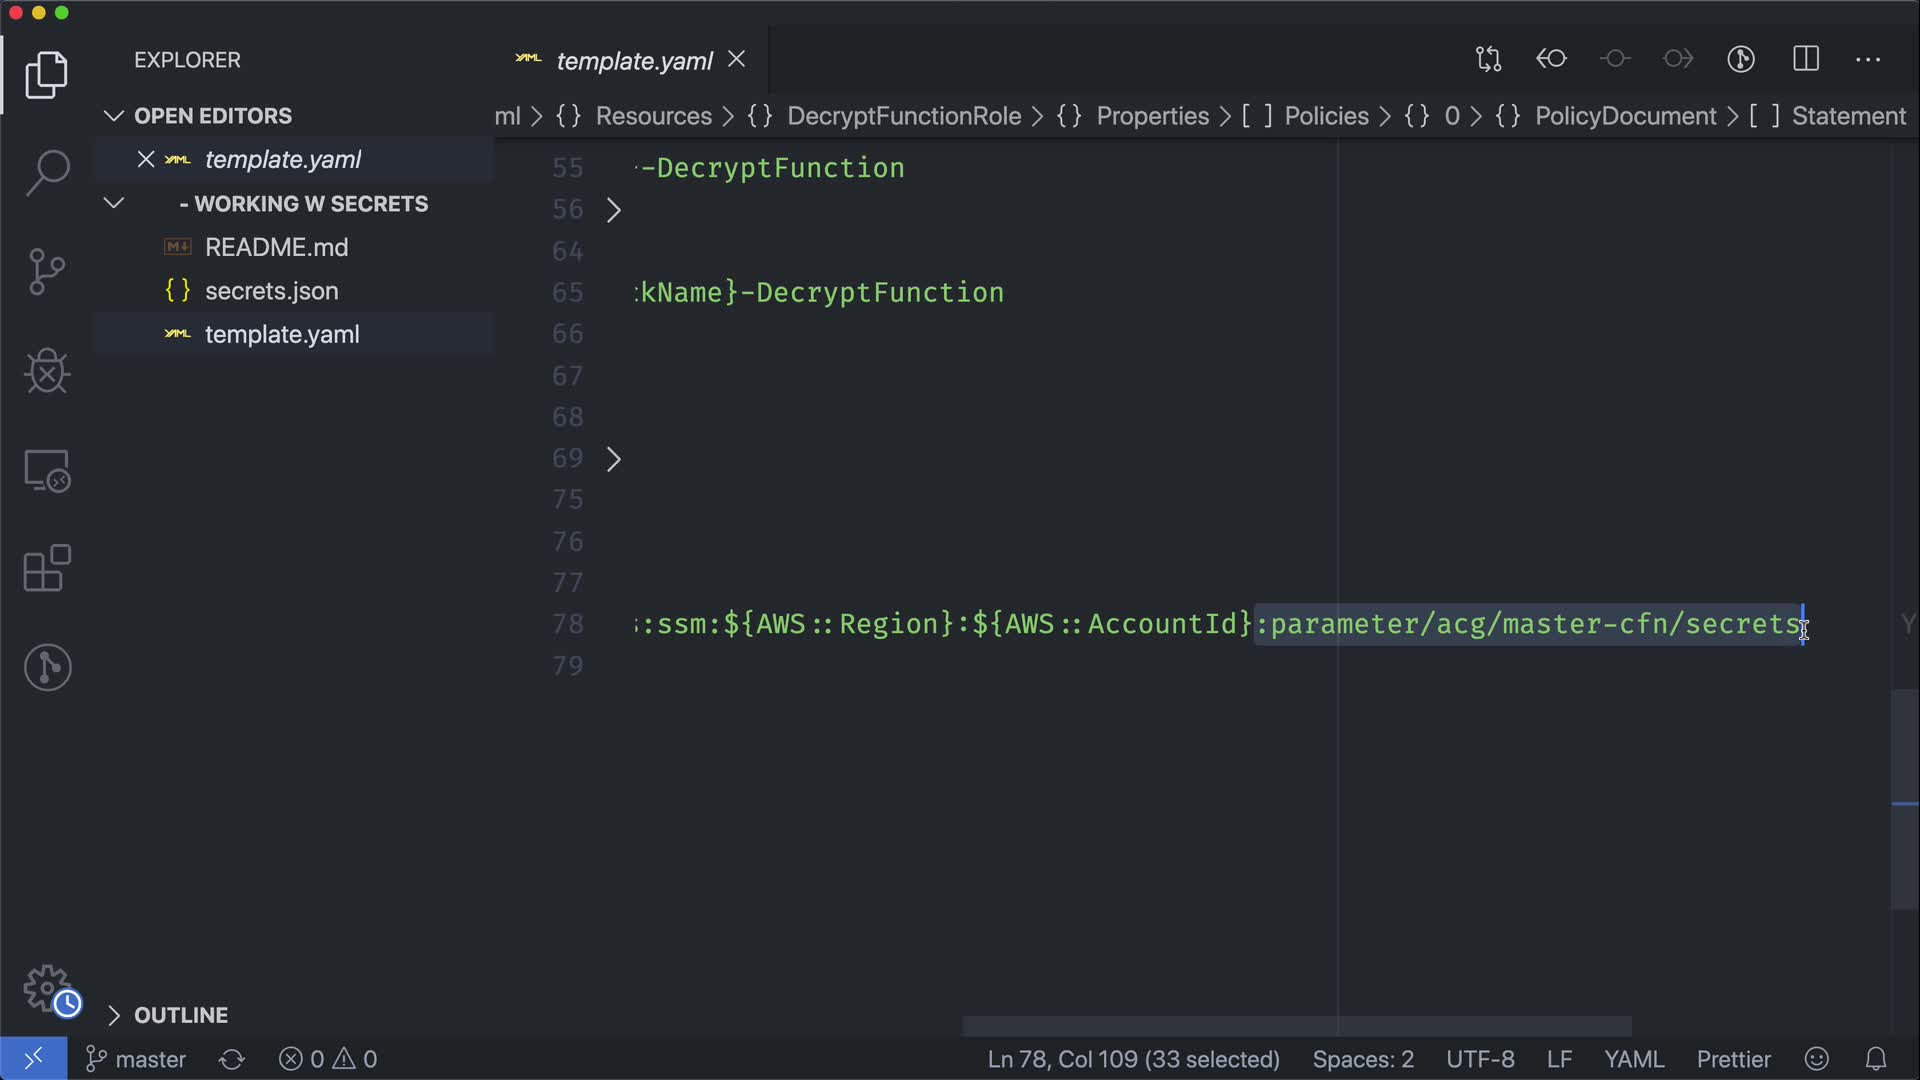 EXPLORER
OPEN EDITORS
template.yaml
- WORKING W SECRETS
README.md
{ } secrets.json
template.yaml
template.yaml
ml > {} Resources > {} DecryptFunctionRole > {} Properties > [ ] Policies > {} 0 > {} PolicyDocument > [ ] Statement
55 -DecryptFunction
56
64
65 kName}-DecryptFunction
66
67
68
69
75
76
77
78 :ssm:${AWS::Region}:${AWS::AccountId}:parameter/acg/master-cfn/secrets
79
OUTLINE
master 0 0 Ln 78, Col 109 (33 selected) Spaces: 2 UTF-8 LF YAML Prettier